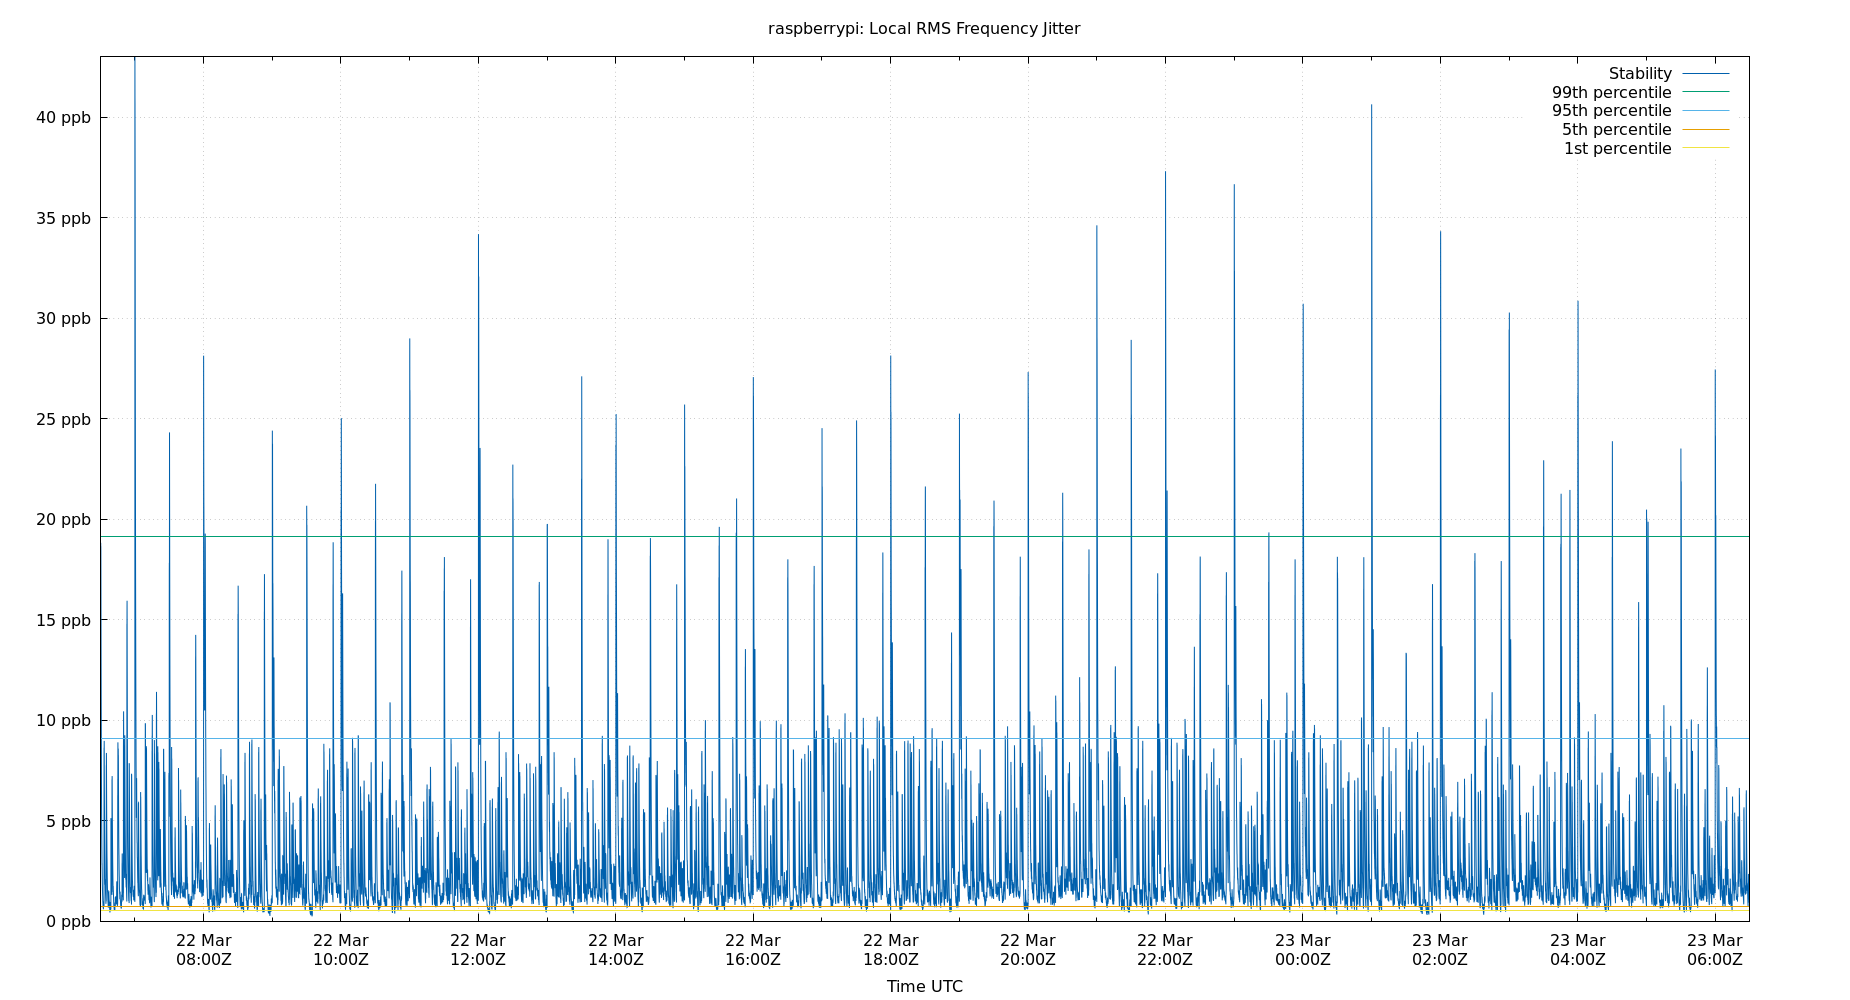 raspberrypi: Local RMS Frequency Jitter
Stability
99th percentile
95th percentile
5th percentile
1st percentile
40 ppb
35 ppb
30 ppb
25 ppb
20 ppb
15 ppb
10 ppb
5 ppb
0 ppb
22 Mar 22 Mar 22 Mar 22 Mar 22 Mar 22 Mar 22 Mar 22 Mar 23 Mar 23 Mar 23 Mar 23 Mar
08:00Z 10:00Z 12:00Z 14:00Z 16:00Z 18:00Z 20:00Z 22:00Z 00:00Z 02:00Z 04:00Z 06:00Z
Time UTC